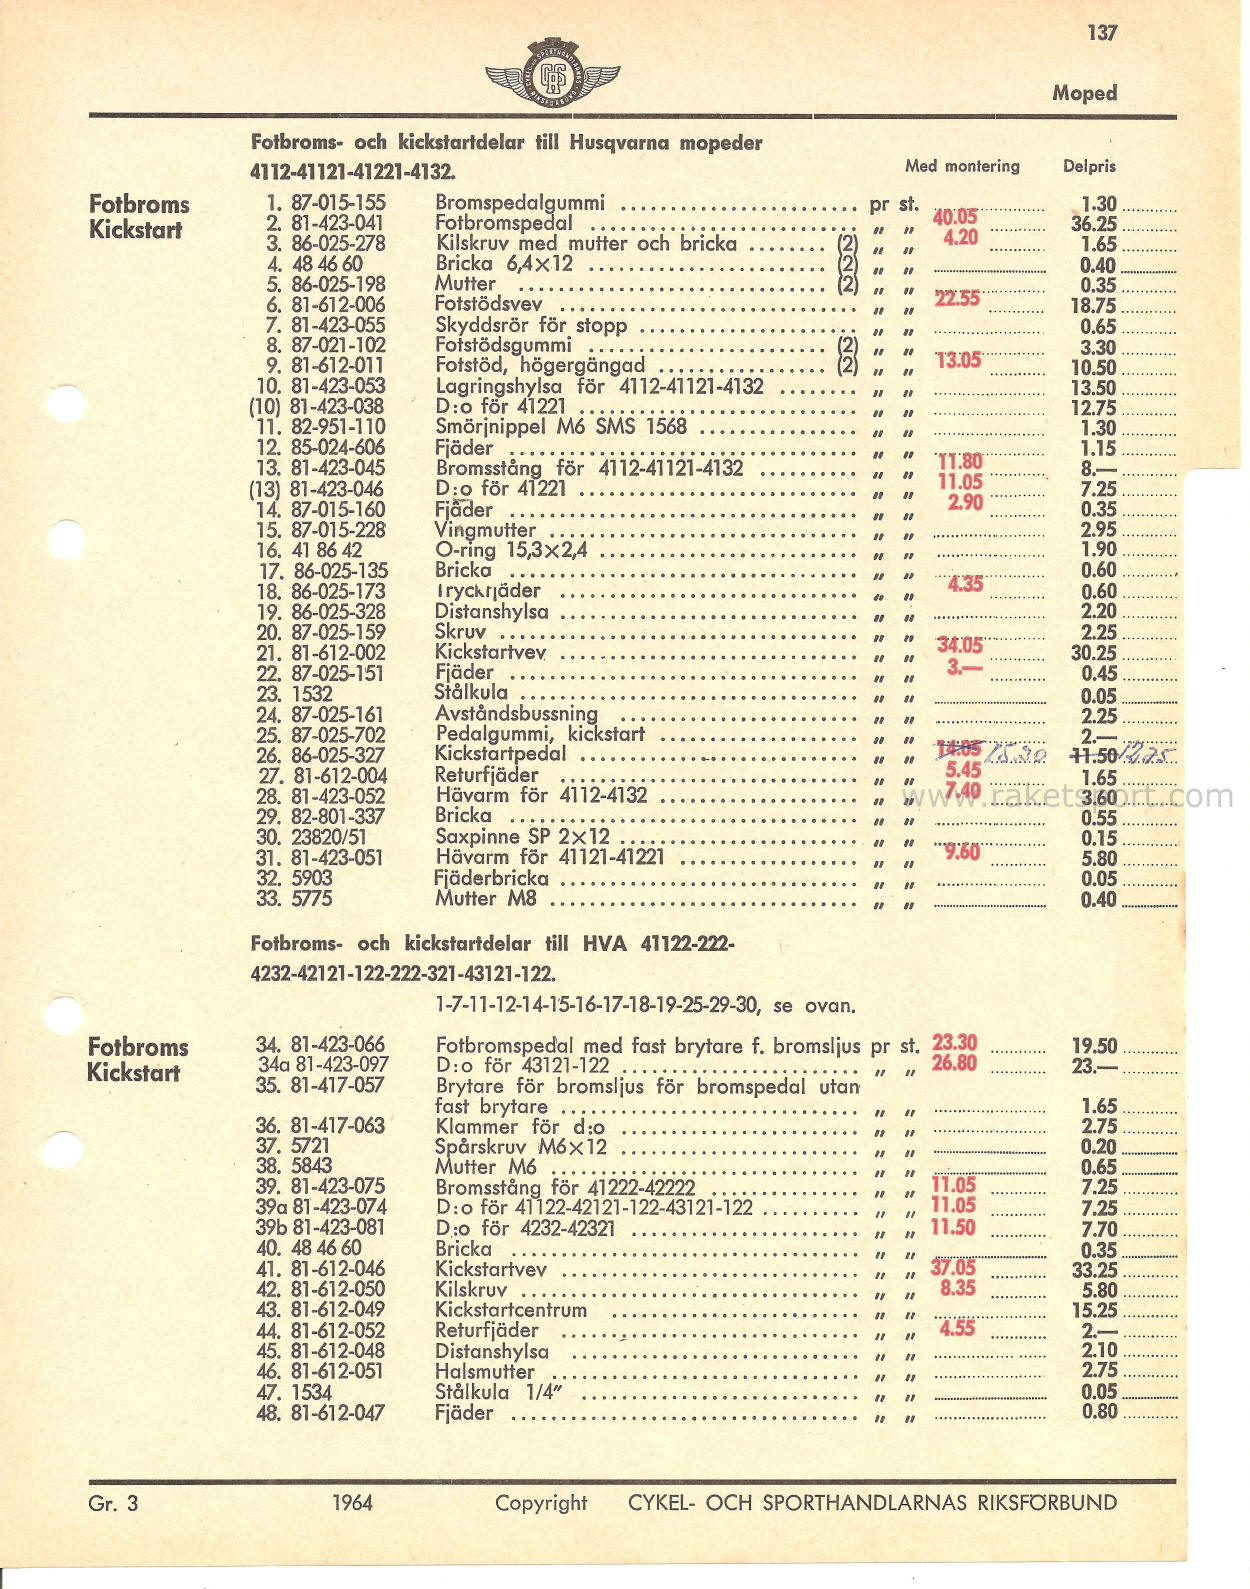 137
CYKEL- OCH SPORTHANDLARNAS
RIKSFÖRBUND
Moped
Fotbroms- och kickstartdelar till Husqvarna mopeder
4112-41121-41221-4132. Med montering Delpris
Fotbroms
Kickstart
1. 87-015-155 Bromspedalgummi pr st. 1.30
2. 81-423-041 Fotbromspedal „ „ 40.05 36.25
3. 86-025-278 Kilskruv med mutter och bricka (2) „ „ 4.20 1.65
4. 48 46 60 Bricka 6,4×12 (2) „ „ 0.40
5. 86-025-198 Mutter (2) „ „ 0.35
6. 81-612-006 Fotstödsvev „ „ 22.55 18.75
7. 81-423-055 Skyddsrör för stopp „ „ 0.65
8. 87-021-102 Fotstödsgummi (2) „ „ 3.30
9. 81-612-011 Fotstöd, högergängad (2) „ „ 13.05 10.50
10. 81-423-053 Lagringshylsa för 4112-41121-4132 „ „ 13.50
(10) 81-423-038 D:o för 41221 „ „ 12.75
11. 82-951-110 Smörjnippel M6 SMS 1568 „ „ 1.30
12. 85-024-606 Fjäder „ „ 1.15
13. 81-423-045 Bromsstång för 4112-41121-4132 „ „ 11.80 8.—
(13) 81-423-046 D:o för 41221 „ „ 11.05 7.25
14. 87-015-160 Fjäder „ „ 2.90 0.35
15. 87-015-228 Vingmutter „ „ 2.95
16. 41 86 42 O-ring 15,3×2,4 „ „ 1.90
17. 86-025-135 Bricka „ „ 0.60
18. 86-025-173 Tryckfjäder „ „ 4.35 0.60
19. 86-025-328 Distanshylsa „ „ 2.20
20. 87-025-159 Skruv „ „ 2.25
21. 81-612-002 Kickstartvev „ „ 34.05 30.25
22. 87-025-151 Fjäder „ „ 3.— 0.45
23. 1532 Stålkula „ „ 0.05
24. 87-025-161 Avståndsbussning „ „ 2.25
25. 87-025-702 Pedalgummi, kickstart „ „ 2.—
26. 86-025-327 Kickstartpedal „ „ 14.05 15.30 11.50 12.75
27. 81-612-004 Returfjäder „ „ 5.45 1.65
28. 81-423-052 Hävarm för 4112-4132 „ „ 7.40 3.60
www.raketsport.com
29. 82-801-337 Bricka „ „ 0.55
30. 23820/51 Saxpinne SP 2×12 „ „ 0.15
31. 81-423-051 Hävarm för 41121-41221 „ „ 9.60 5.80
32. 5903 Fjäderbricka „ „ 0.05
33. 5775 Mutter M8 „ „ 0.40
Fotbroms- och kickstartdelar till HVA 41122-222-
4232-42121-122-222-321-43121-122.
1-7-11-12-14-15-16-17-18-19-25-29-30, se ovan.
Fotbroms
Kickstart
34. 81-423-066 Fotbromspedal med fast brytare f. bromsljus pr st. 23.30 19.50
34a 81-423-097 D:o för 43121-122 „ „ 26.80 23.—
35. 81-417-057 Brytare för bromsljus för bromspedal utan
fast brytare „ „ 1.65
36. 81-417-063 Klammer för d:o „ „ 2.75
37. 5721 Spårskruv M6×12 „ „ 0.20
38. 5843 Mutter M6 „ „ 0.65
39. 81-423-075 Bromsstång för 41222-42222 „ „ 11.05 7.25
39a 81-423-074 D:o för 41122-42121-122-43121-122 „ „ 11.05 7.25
39b 81-423-081 D:o för 4232-42321 „ „ 11.50 7.70
40. 48 46 60 Bricka „ „ 0.35
41. 81-612-046 Kickstartvev „ „ 37.05 33.25
42. 81-612-050 Kilskruv „ „ 8.35 5.80
43. 81-612-049 Kickstartcentrum „ „ 15.25
44. 81-612-052 Returfjäder „ „ 4.55 2.—
45. 81-612-048 Distanshylsa „ „ 2.10
46. 81-612-051 Halsmutter „ „ 2.75
47. 1534 Stålkula 1/4″ „ „ 0.05
48. 81-612-047 Fjäder „ „ 0.80
Gr. 3 1964 Copyright CYKEL- OCH SPORTHANDLARNAS RIKSFÖRBUND